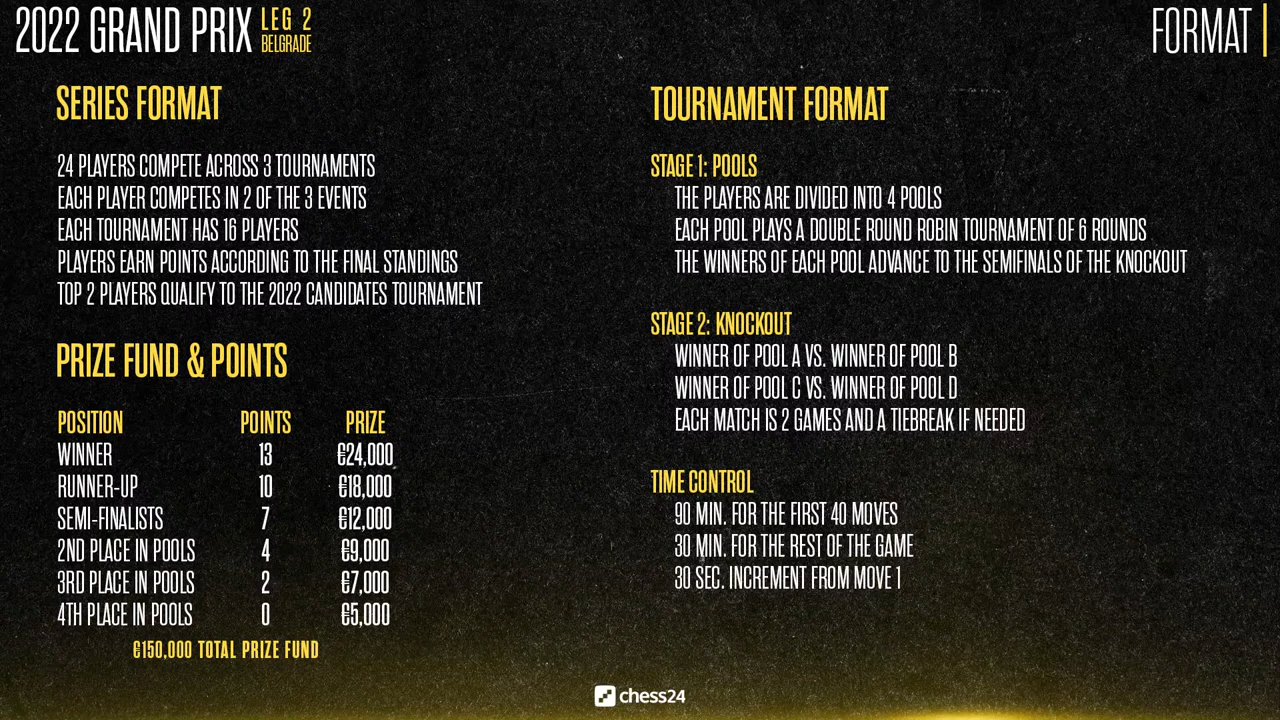 2022 GRAND PRIX LEG 2 BELGRADE
FORMAT
SERIES FORMAT
24 PLAYERS COMPETE ACROSS 3 TOURNAMENTS
EACH PLAYER COMPETES IN 2 OF THE 3 EVENTS
EACH TOURNAMENT HAS 16 PLAYERS
PLAYERS EARN POINTS ACCORDING TO THE FINAL STANDINGS
TOP 2 PLAYERS QUALIFY TO THE 2022 CANDIDATES TOURNAMENT
PRIZE FUND & POINTS
POSITION POINTS PRIZE
WINNER 13 €24,000
RUNNER-UP 10 €18,000
SEMI-FINALISTS 7 €12,000
2ND PLACE IN POOLS 4 €9,000
3RD PLACE IN POOLS 2 €7,000
4TH PLACE IN POOLS 0 €5,000
€150,000 TOTAL PRIZE FUND
TOURNAMENT FORMAT
STAGE 1: POOLS
THE PLAYERS ARE DIVIDED INTO 4 POOLS
EACH POOL PLAYS A DOUBLE ROUND ROBIN TOURNAMENT OF 6 ROUNDS
THE WINNERS OF EACH POOL ADVANCE TO THE SEMIFINALS OF THE KNOCKOUT
STAGE 2: KNOCKOUT
WINNER OF POOL A VS. WINNER OF POOL B
WINNER OF POOL C VS. WINNER OF POOL D
EACH MATCH IS 2 GAMES AND A TIEBREAK IF NEEDED
TIME CONTROL
90 MIN. FOR THE FIRST 40 MOVES
30 MIN. FOR THE REST OF THE GAME
30 SEC. INCREMENT FROM MOVE 1
chess24